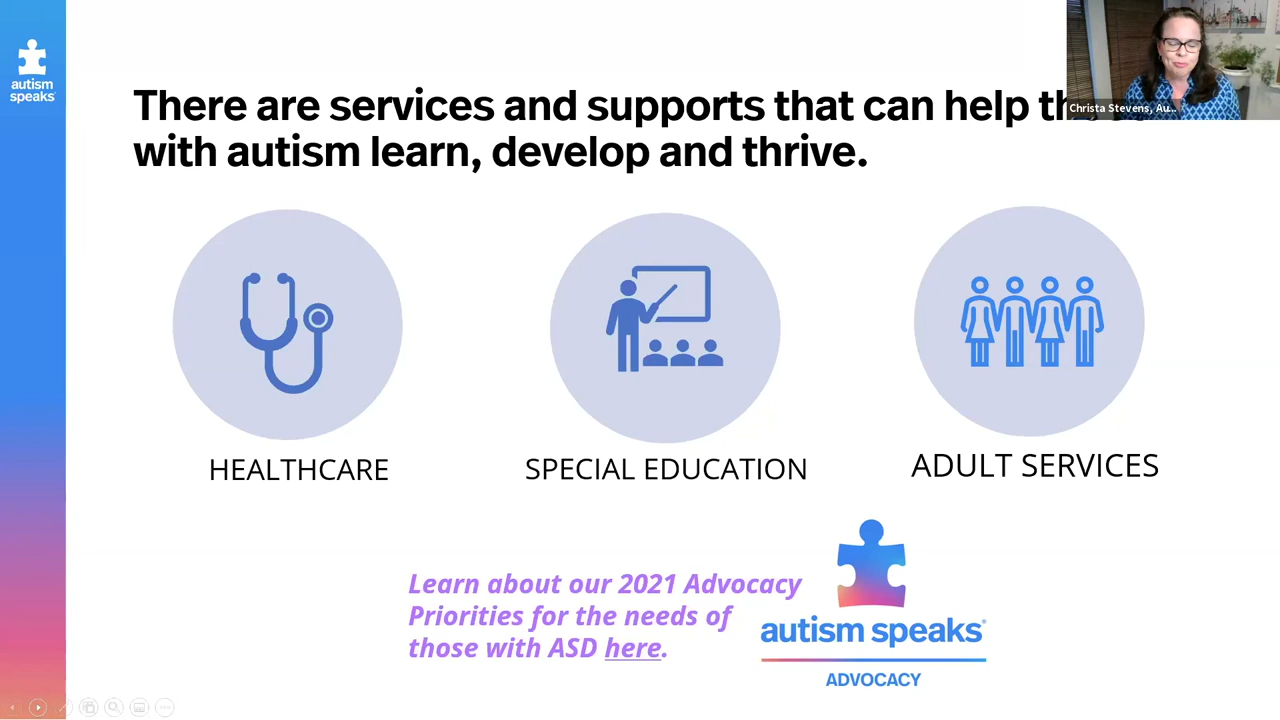 autism
speaks
There are services and supports that can help
with autism learn, develop and thrive.
Christa Stevens, Au...
HEALTHCARE
SPECIAL EDUCATION
ADULT SERVICES
Learn about our 2021 Advocacy
Priorities for the needs of
those with ASD here.
autism speaks®
ADVOCACY